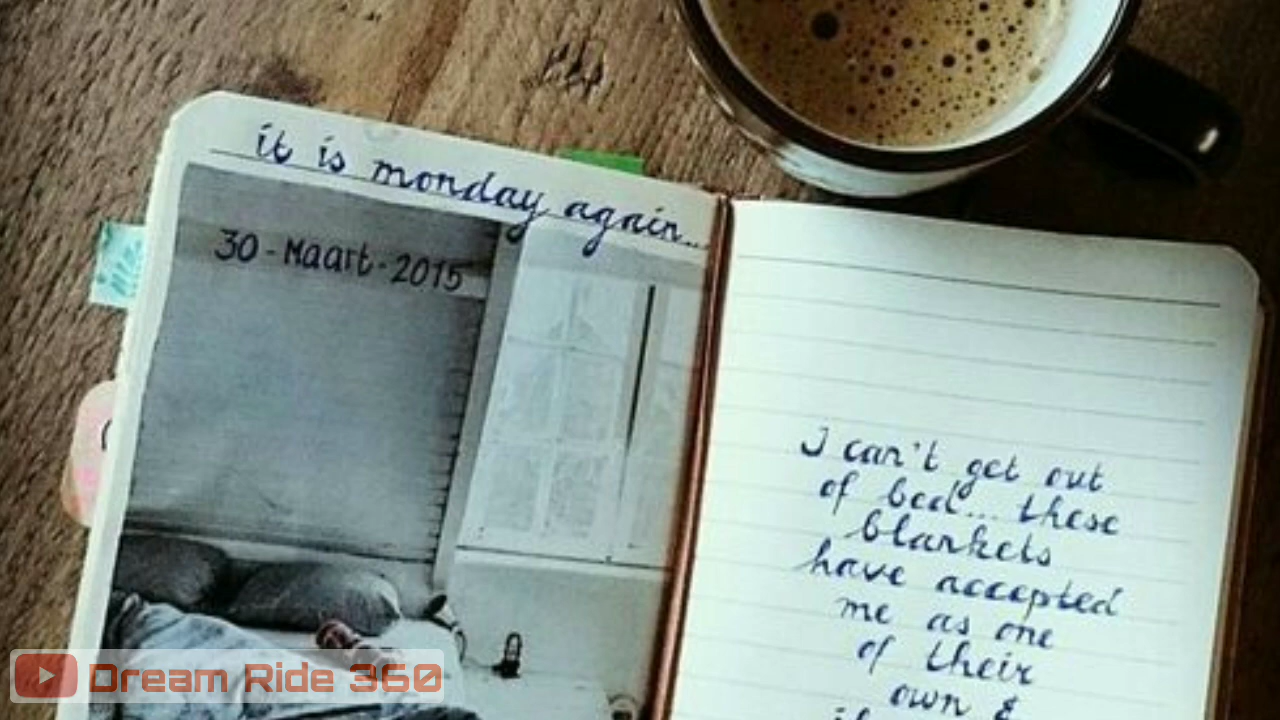 it is monday again...
30-Maart-2015
I can't get out
of bed... these
blankets
have accepted
me as one
of their
own &
Dream Ride 360